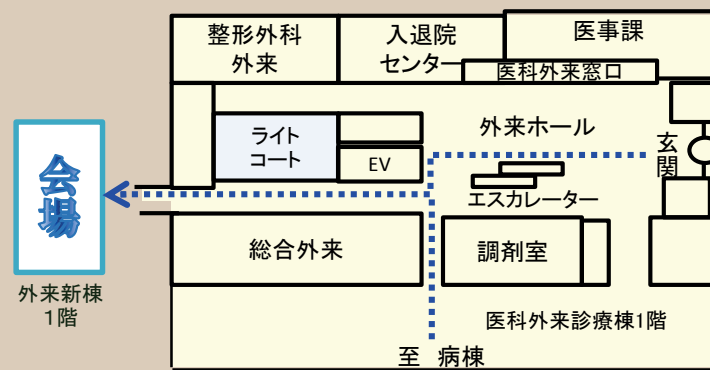 整形外科
外来
入退院
センター
医事課
医科外来窓口
ライト
コート
EV
外来ホール
玄
関
エスカレーター
会
場
総合外来
調剤室
外来新棟
1階
医科外来診療棟1階
至 病棟